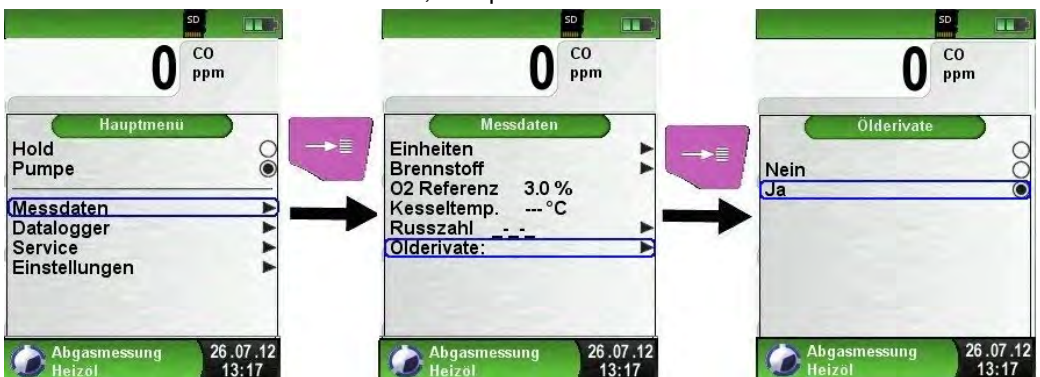 SD
0 CO
ppm
Hauptmenü
Hold
Pumpe
Messdaten
Datalogger
Service
Einstellungen
Abgasmessung 26.07.12
Heizöl 13:17
SD
0 CO
ppm
Messdaten
Einheiten
Brennstoff
O2 Referenz 3.0 %
Kesseltemp. --- °C
Russzahl _-_-_
Ölderivate:
Abgasmessung 26.07.12
Heizöl 13:17
SD
0 CO
ppm
Ölderivate
Nein
Ja
Abgasmessung 26.07.12
Heizöl 13:17